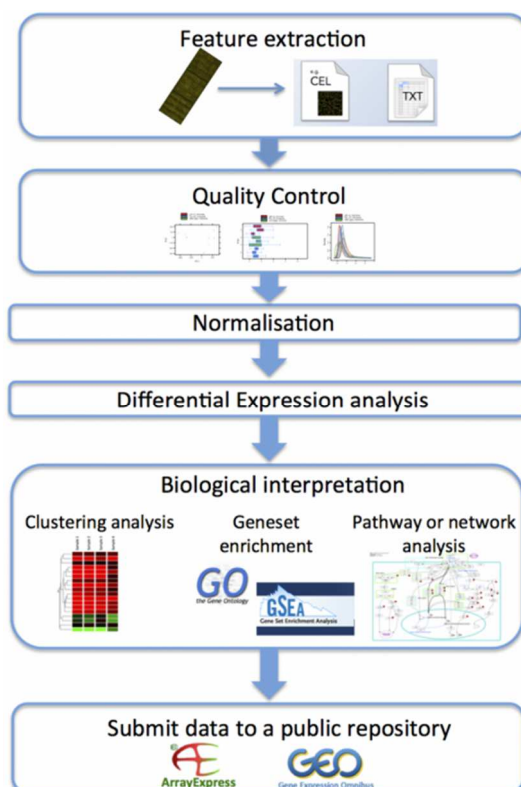 Feature extraction
e.g.
CEL
TXT
Quality Control
Normalisation
Differential Expression analysis
Biological interpretation
Clustering analysis
Geneset
enrichment
Pathway or network
analysis
GO
the Gene Ontology
GSEA
Gene Set Enrichment Analysis
Submit data to a public repository
ArrayExpress
GEO
Gene Expression Omnibus